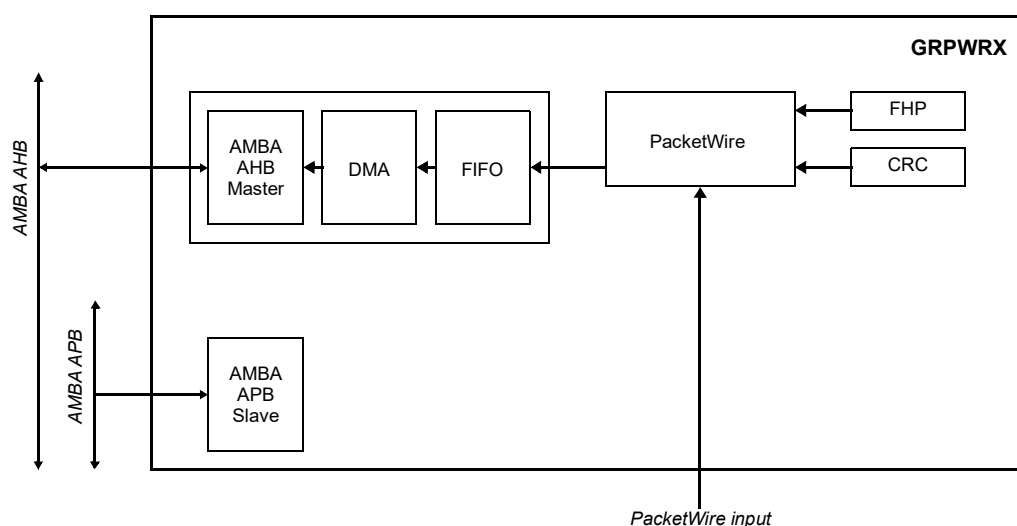 GRPWRX
FHP
CRC
PacketWire
AMBA
AHB
Master
DMA
FIFO
AMBA AHB
AMBA APB
AMBA
APB
Slave
PacketWire input